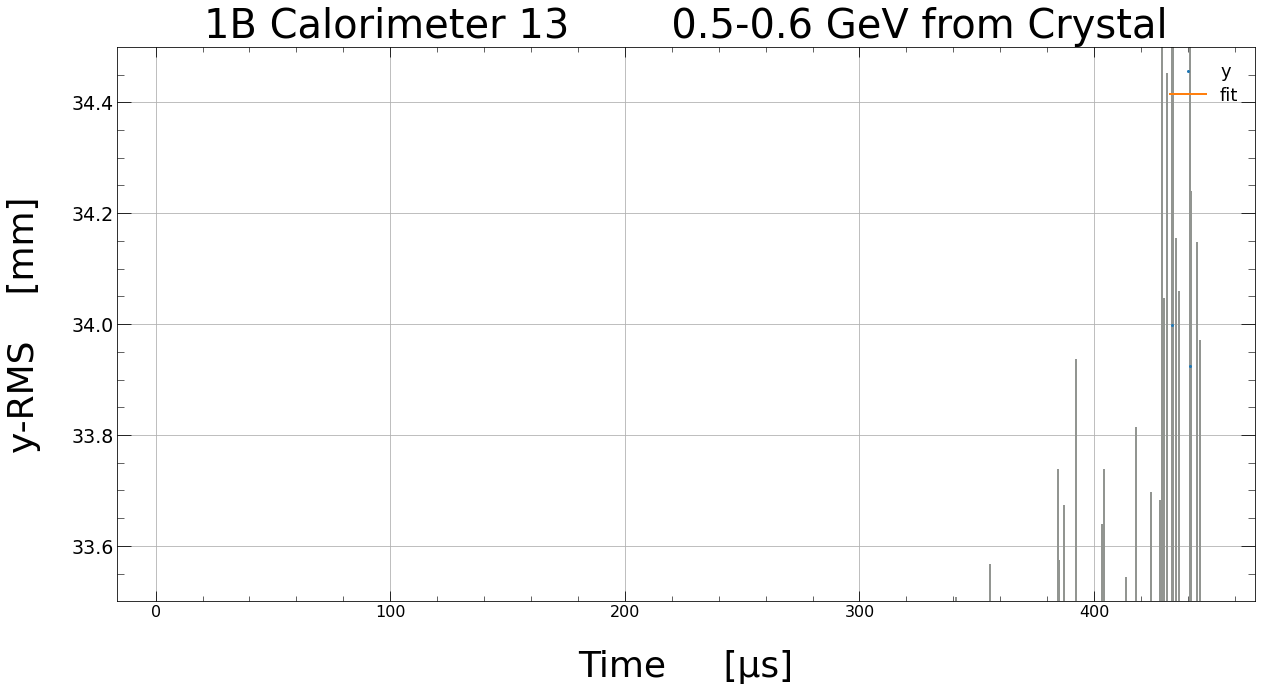 1B Calorimeter 13 0.5-0.6 GeV from Crystal
y
fit
34.4
34.2
34.0
33.8
33.6
y-RMS [mm]
0 100 200 300 400
Time [µs]